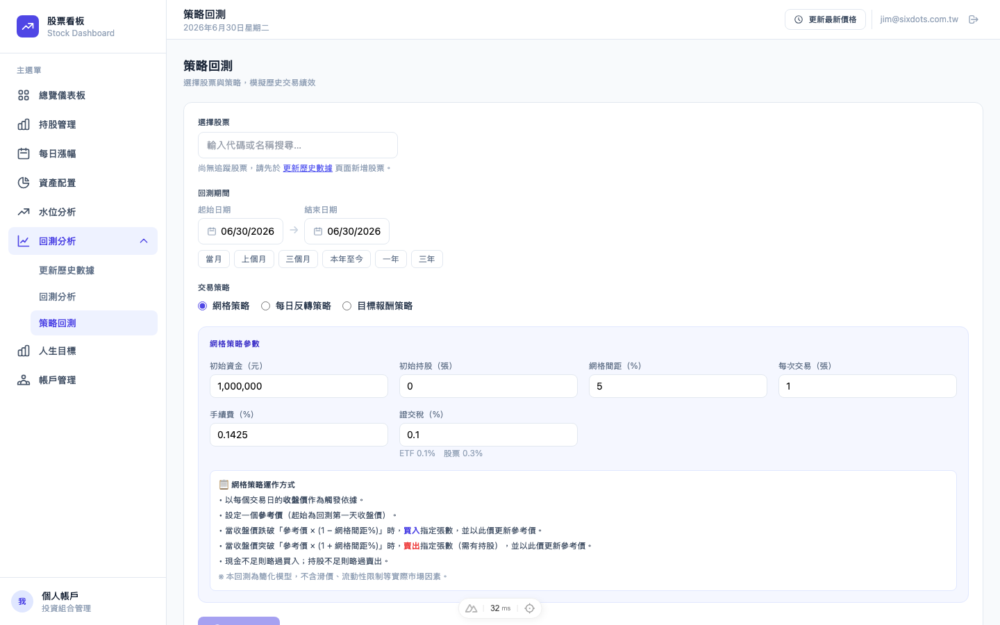 股票看板
Stock Dashboard
主選單
總覽儀表板
持股管理
每日漲幅
資產配置
水位分析
回測分析
更新歷史數據
回測分析
策略回測
人生目標
帳戶管理
我
個人帳戶
投資組合管理
策略回測
2026年6月30日星期二
更新最新價格
jim@sixdots.com.tw
策略回測
選擇股票與策略，模擬歷史交易績效
選擇股票
輸入代碼或名稱搜尋...
尚無追蹤股票，請先於 更新歷史數據 頁面新增股票。
回測期間
起始日期 結束日期
06/30/2026 → 06/30/2026
當月 上個月 三個月 本年至今 一年 三年
交易策略
網格策略 每日反轉策略 目標報酬策略
網格策略參數
初始資金（元） 初始持股（張） 網格間距（%） 每次交易（張）
1,000,000 0 5 1
手續費（%） 證交稅（%）
0.1425 0.1
ETF 0.1% 股票 0.3%
📋 網格策略運作方式
• 以每個交易日的收盤價作為觸發依據。
• 設定一個參考價（起始為回測第一天收盤價）。
• 當收盤價跌破「參考價 × (1 − 網格間距%)」時，買入指定張數，並以此價更新參考價。
• 當收盤價突破「參考價 × (1 + 網格間距%)」時，賣出指定張數（需有持股），並以此價更新參考價。
• 現金不足則略過買入；持股不足則略過賣出。
※ 本回測為簡化模型，不含滑價、流動性限制等實際市場因素。
32 ms